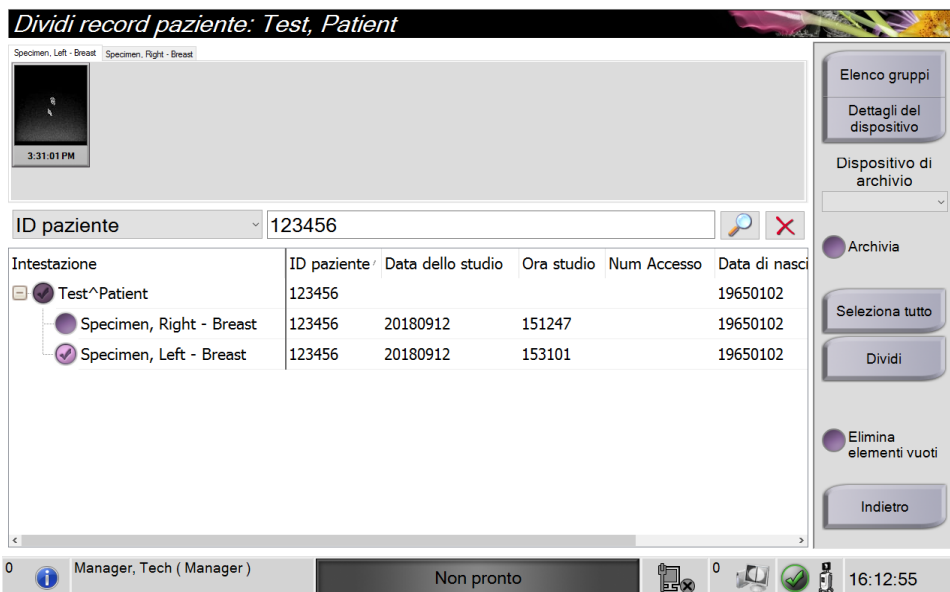 Dividi record paziente: Test, Patient
Specimen, Left - Breast Specimen, Right - Breast
3:31:01 PM
Elenco gruppi
Dettagli del
dispositivo
Dispositivo di
archivio
ID paziente 123456
Archivia
Intestazione ID paziente Data dello studio Ora studio Num Accesso Data di nasci
Test^Patient 123456 19650102
Specimen, Right - Breast 123456 20180912 151247 19650102
Specimen, Left - Breast 123456 20180912 153101 19650102
Seleziona tutto
Dividi
Elimina
elementi vuoti
Indietro
0 Manager, Tech ( Manager ) Non pronto 0 16:12:55